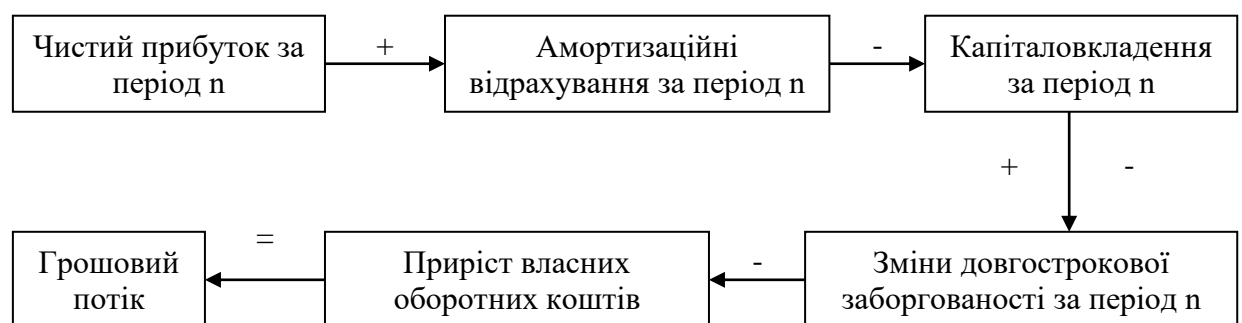 Чистий прибуток за
період n
+
Амортизаційні
відрахування за період n
-
Капіталовкладення
за період n
+ -
Грошовий
потік
=
Приріст власних
оборотних коштів
-
Зміни довгострокової
заборгованості за період n